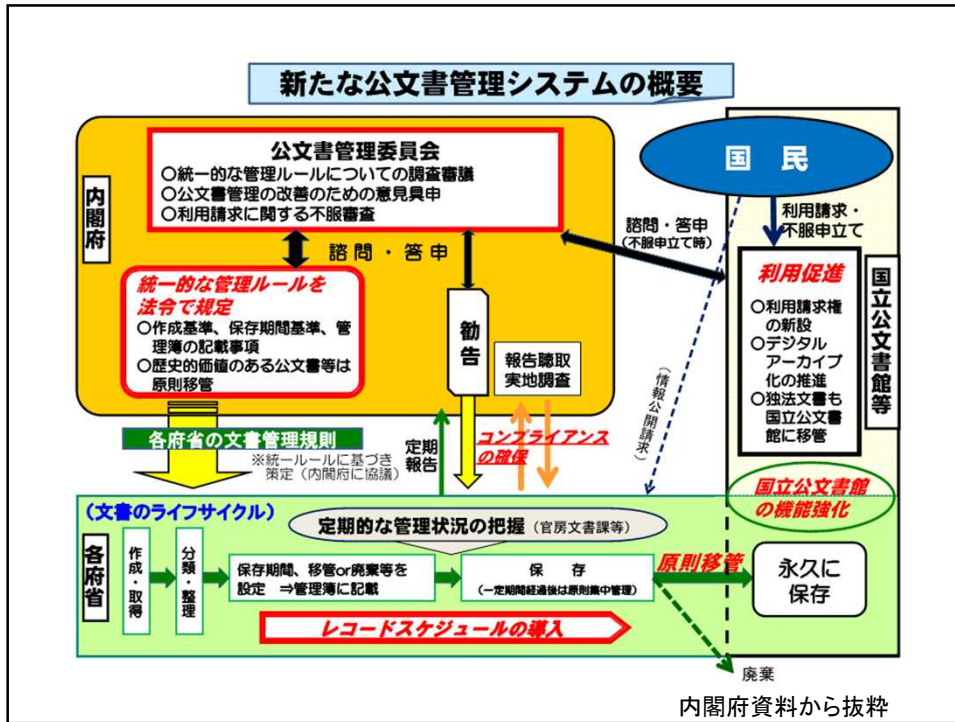 新たな公文書管理システムの概要
内閣府
公文書管理委員会
○統一的な管理ルールについての調査審議
○公文書管理の改善のための意見具申
○利用請求に関する不服審査
諮問・答申
統一的な管理ルールを
法令で規定
○作成基準、保存期間基準、管
理簿の記載事項
○歴史的価値のある公文書等は
原則移管
勧告
報告聴取
実地調査
諮問・答申
(不服申立て時)
国 民
利用請求・
不服申立て
(情報公開請求)
国立公文書館等
利用促進
○利用請求権
の新設
○デジタル
アーカイブ
化の推進
○独法文書も
国立公文書
館に移管
各府省の文書管理規則
※統一ルールに基づき
策定(内閣府に協議)
定期
報告
コンプライアンス
の確保
国立公文書館
の機能強化
(文書のライフサイクル)
定期的な管理状況の把握(官房文書課等)
各府省
作成・取得
分類・整理
保存期間、移管or廃棄等を
設定 ⇒管理簿に記載
保 存
(一定期間経過後は原則集中管理)
原則移管
永久に
保存
レコードスケジュールの導入
廃棄
内閣府資料から抜粋